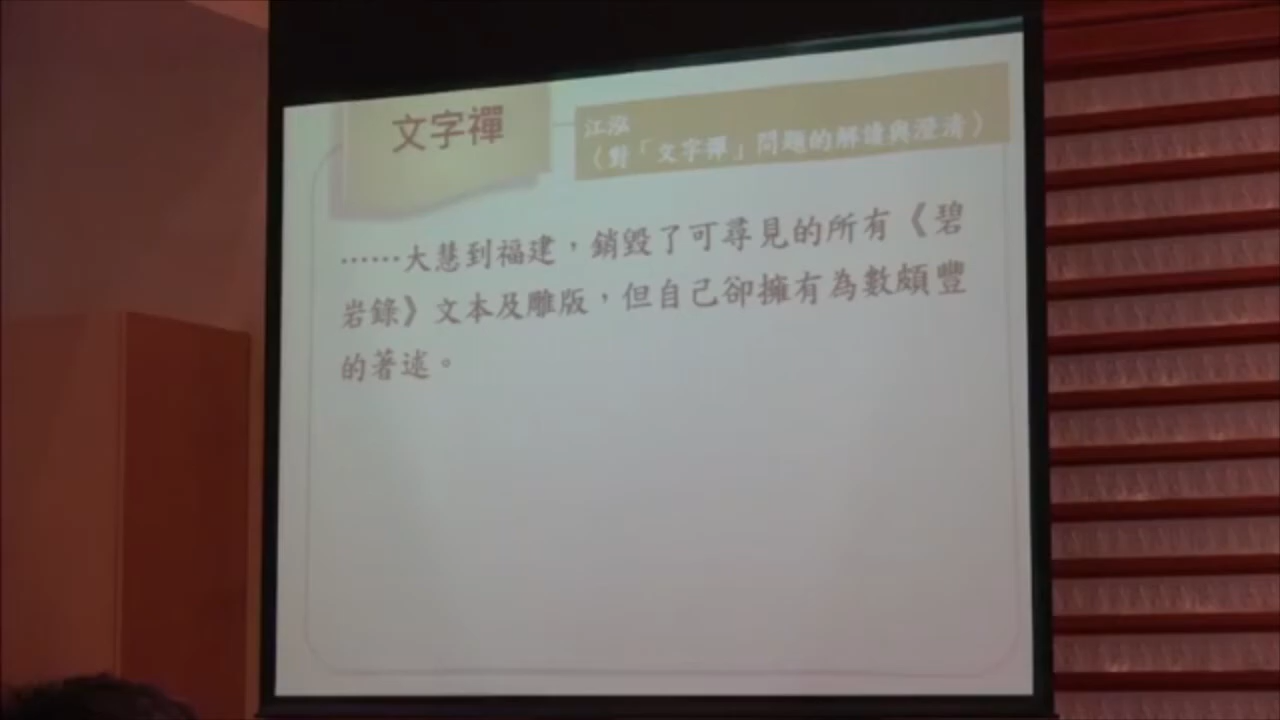 文字禪
江泓
〈對「文字禪」問題的解讀與澄清〉
⋯⋯大慧到福建，銷毀了可尋見的所有《碧
岩錄》文本及雕版，但自己卻擁有為數頗豐
的著述。